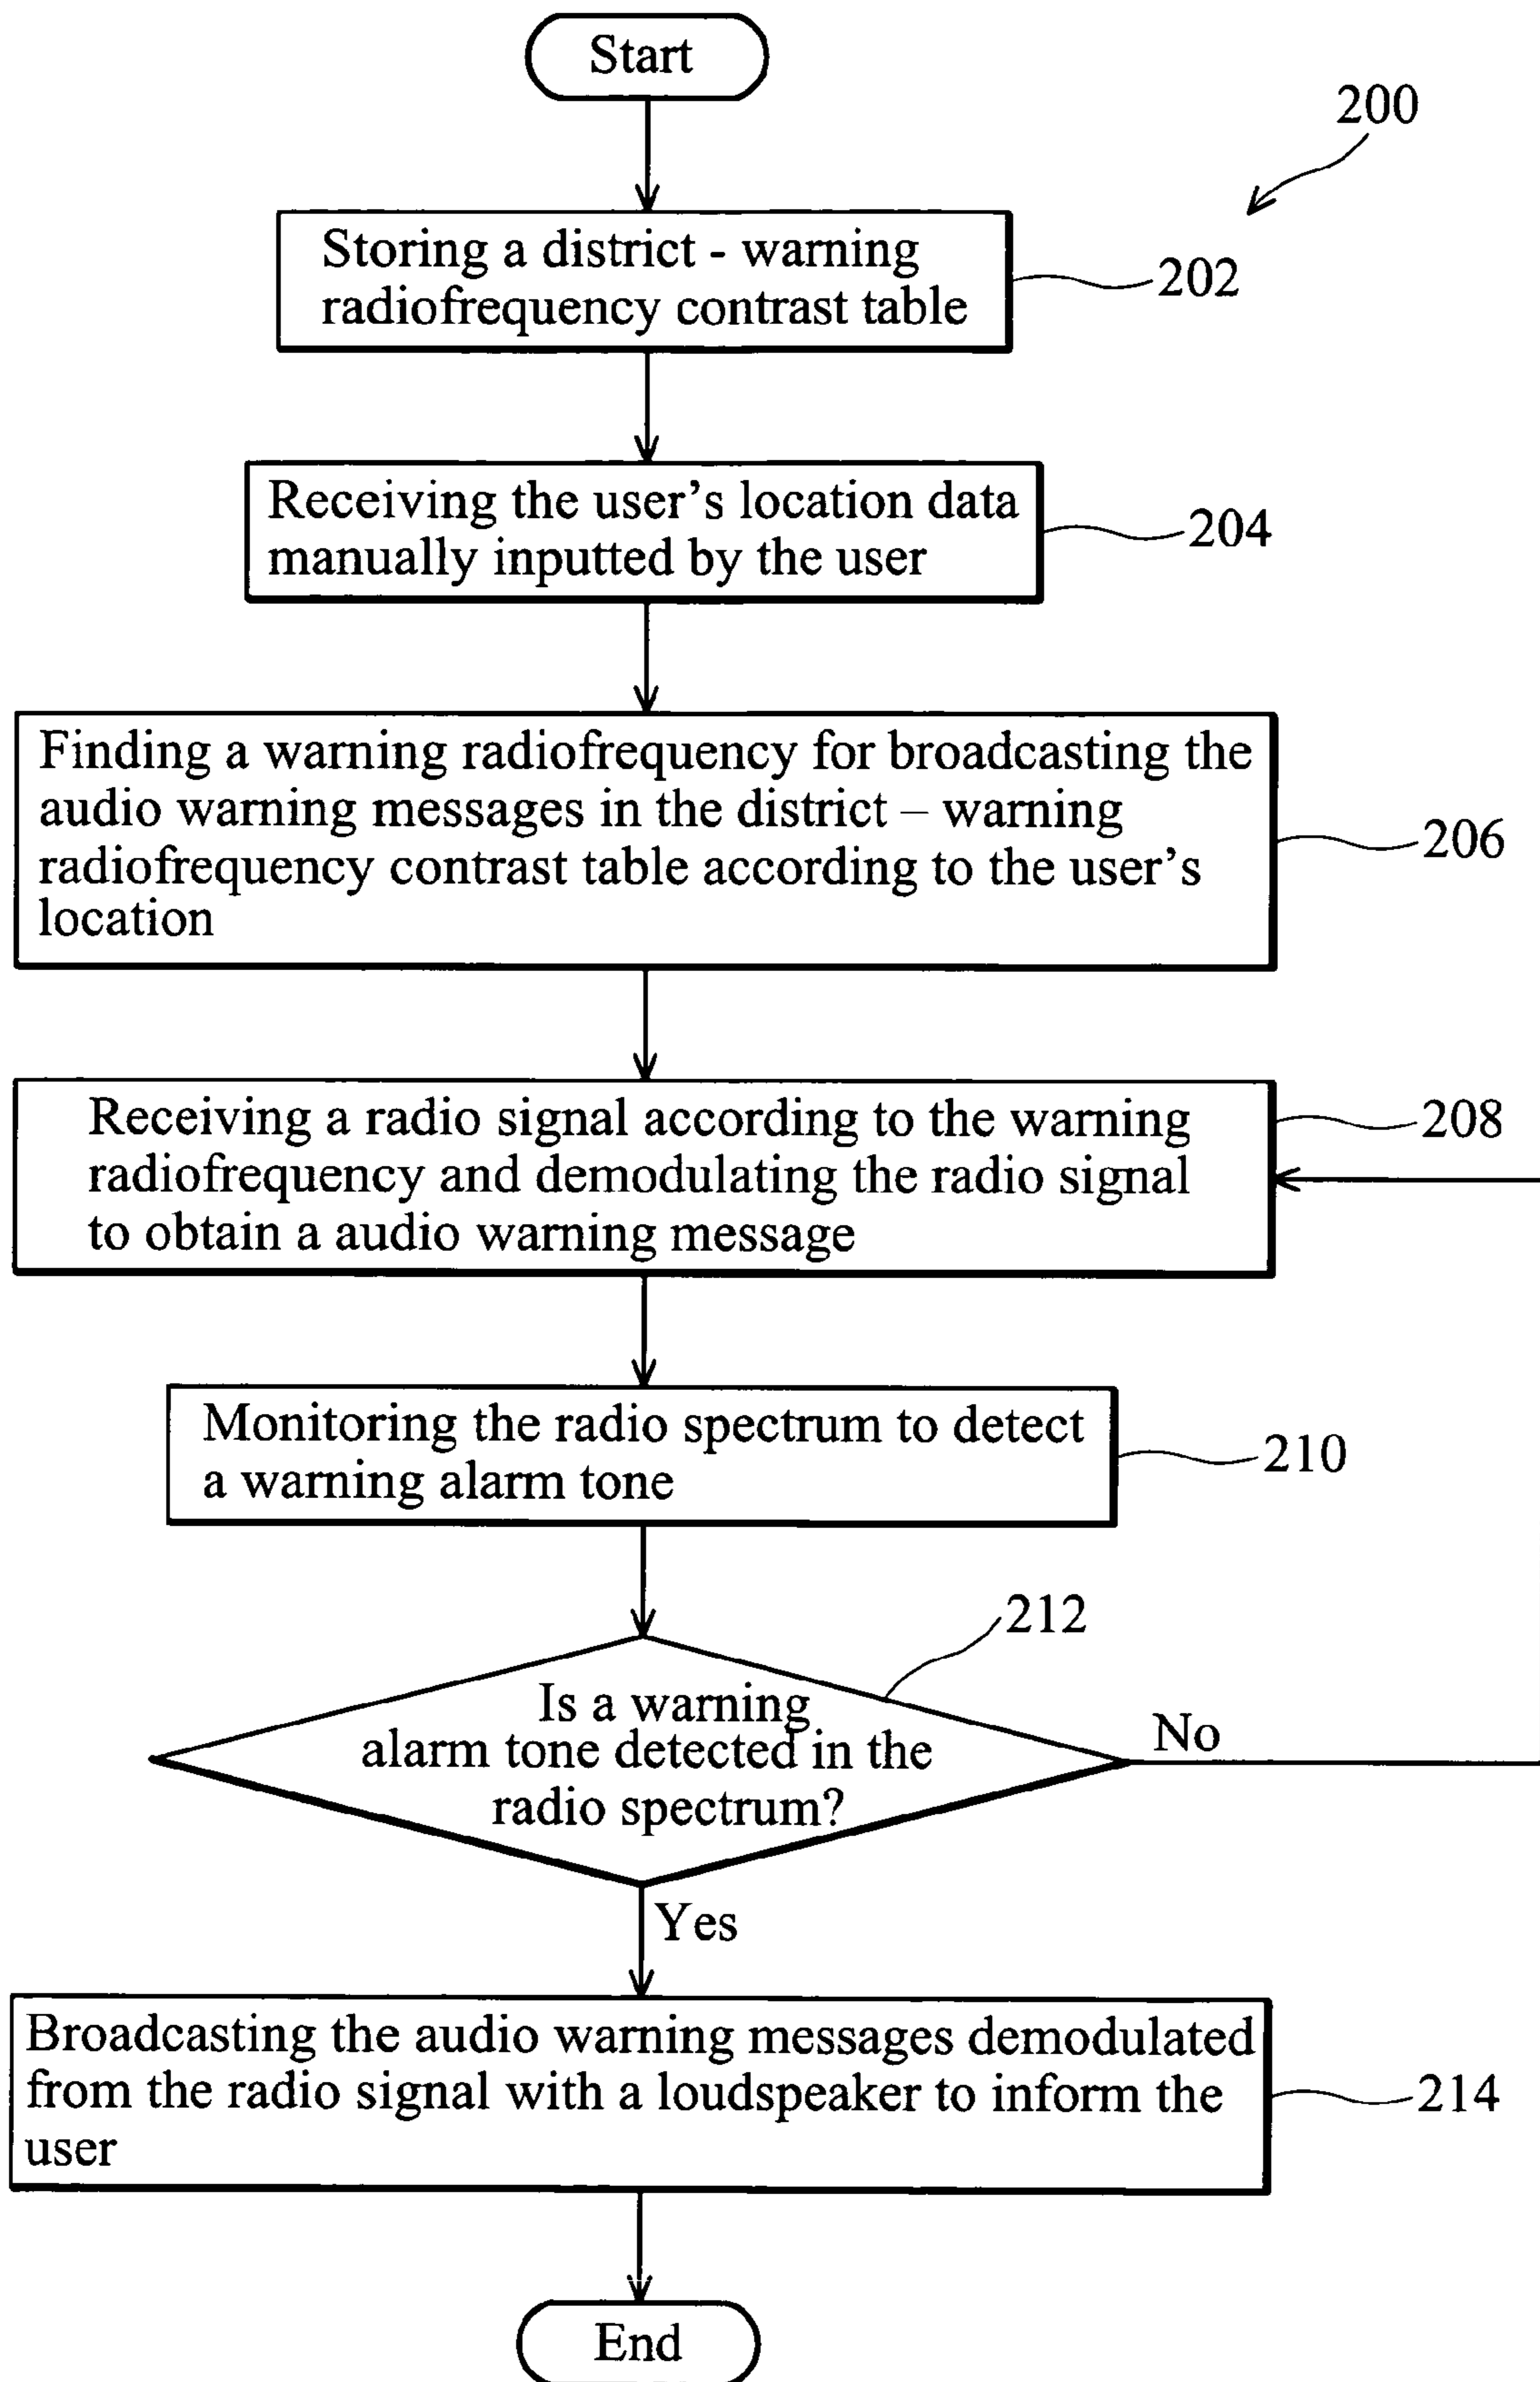 Start
200
Storing a district - warning
radiofrequency contrast table
202
Receiving the user's location data
manually inputted by the user
204
Finding a warning radiofrequency for broadcasting the
audio warning messages in the district – warning
radiofrequency contrast table according to the user's
location
206
Receiving a radio signal according to the warning
radiofrequency and demodulating the radio signal
to obtain a audio warning message
208
Monitoring the radio spectrum to detect
a warning alarm tone
210
212
Is a warning
alarm tone detected in the
radio spectrum?
No
Yes
Broadcasting the audio warning messages demodulated
from the radio signal with a loudspeaker to inform the
user
214
End